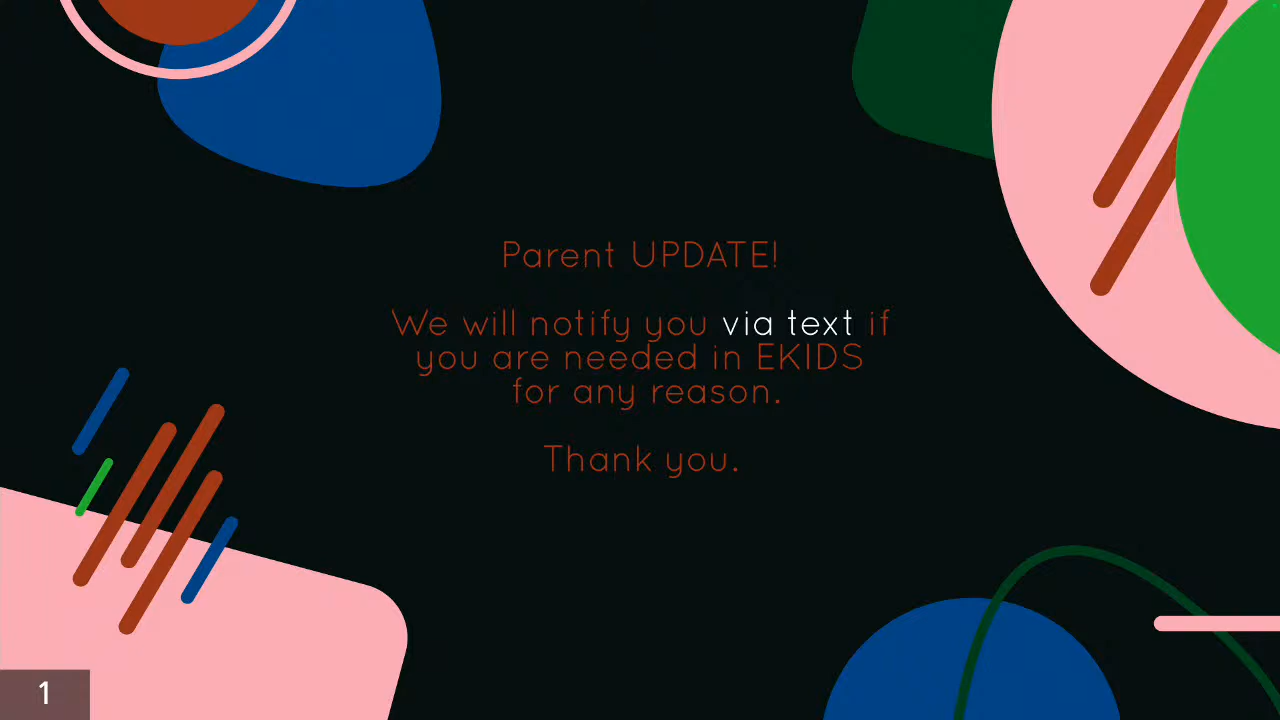 Parent UPDATE!
We will notify you via text if
you are needed in EKIDS
for any reason.
Thank you.
1